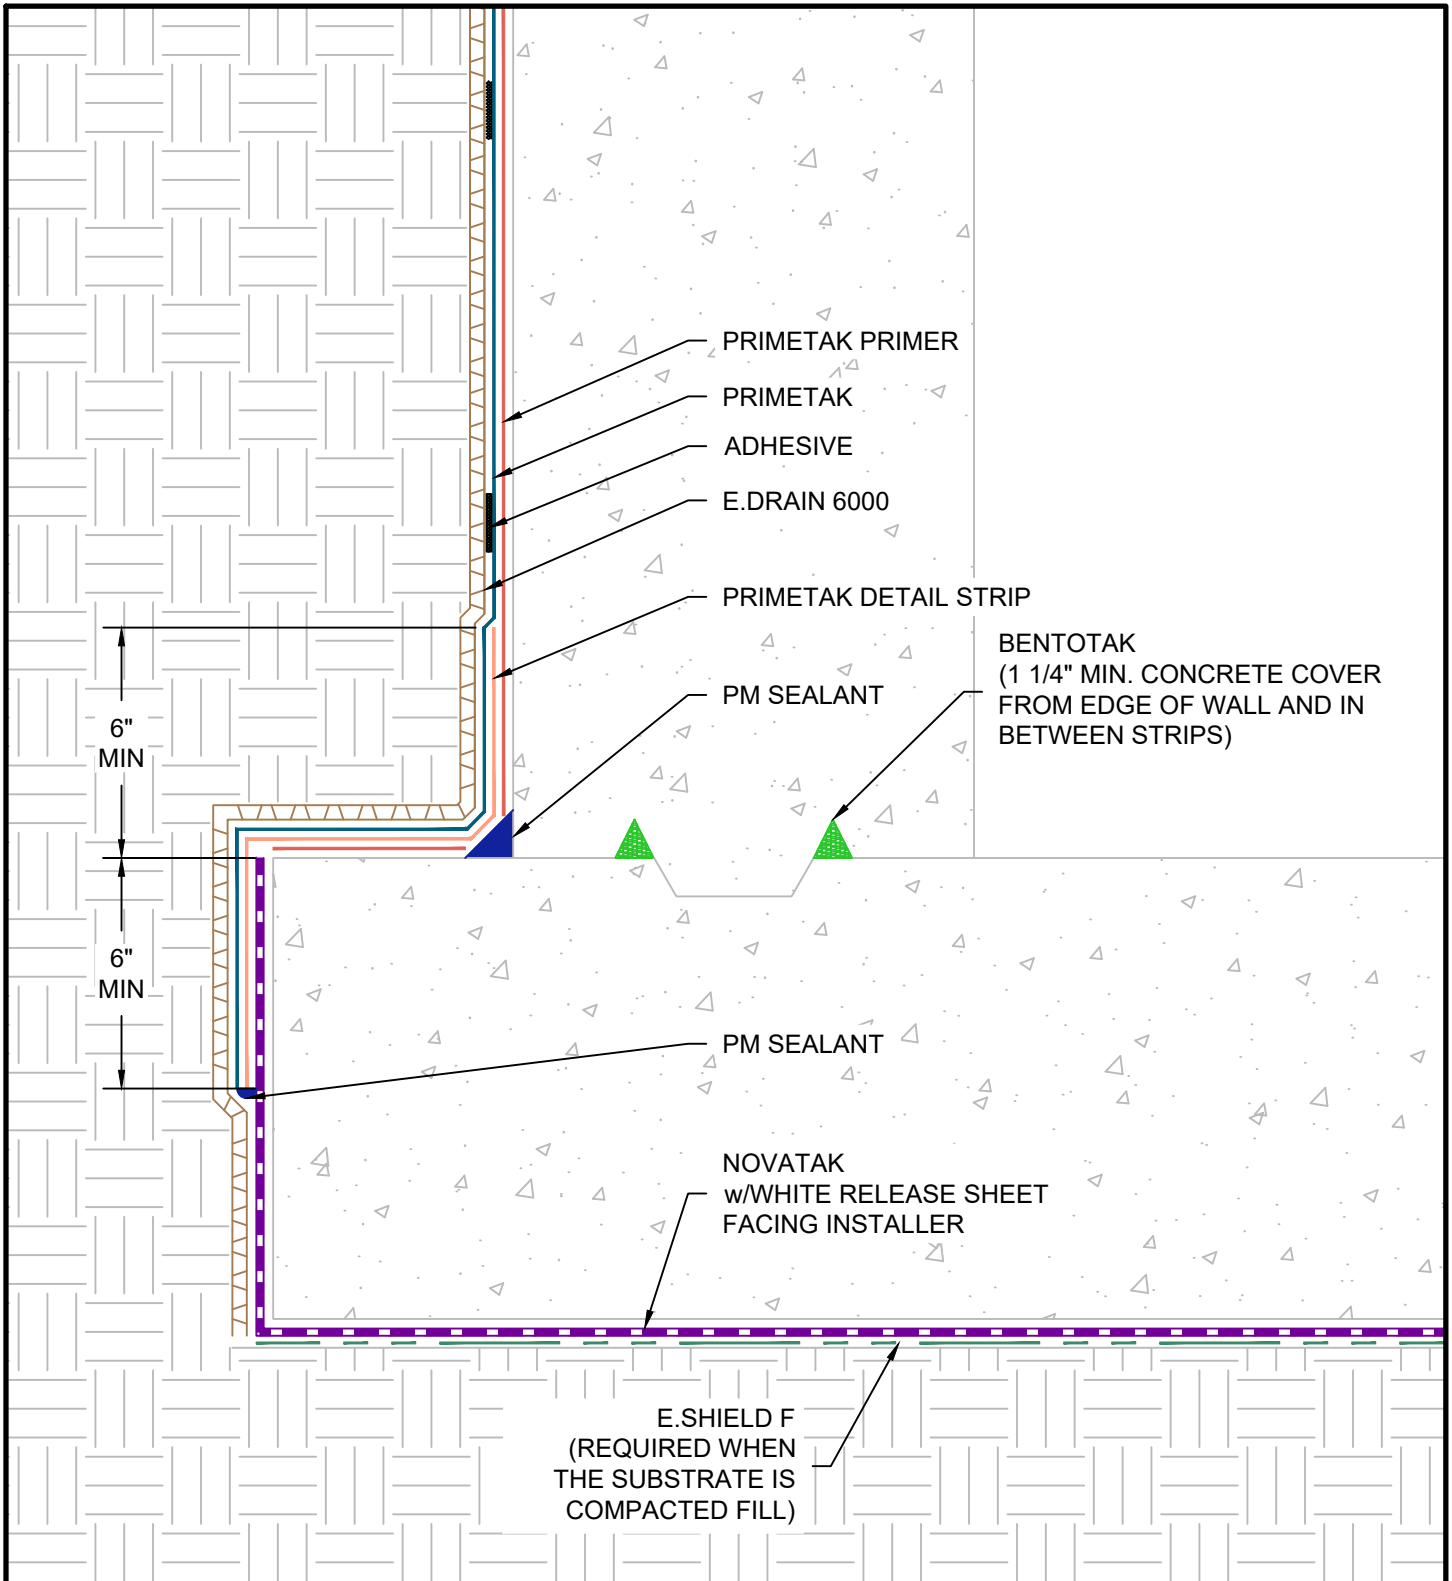 PRIMETAK PRIMER
PRIMETAK
ADHESIVE
E.DRAIN 6000
PRIMETAK DETAIL STRIP
BENTOTAK
(1 1/4" MIN. CONCRETE COVER
FROM EDGE OF WALL AND IN
BETWEEN STRIPS)
PM SEALANT
6"
MIN
6"
MIN
PM SEALANT
NOVATAK
w/WHITE RELEASE SHEET
FACING INSTALLER
E.SHIELD F
(REQUIRED WHEN
THE SUBSTRATE IS
COMPACTED FILL)